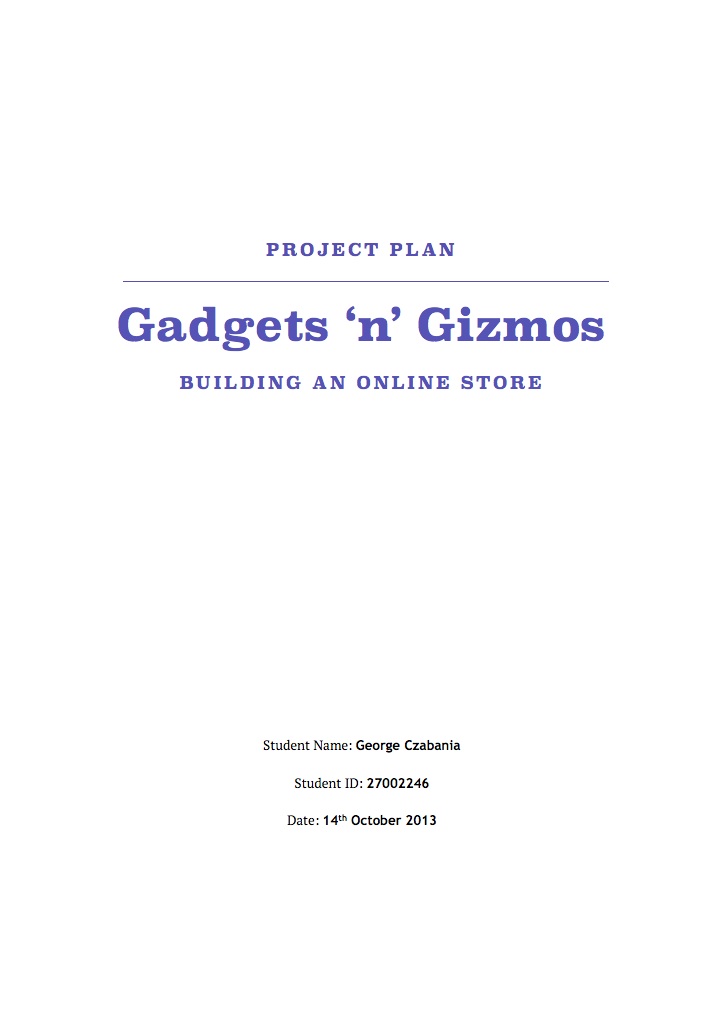 PROJECT PLAN
Gadgets ‘n’ Gizmos
BUILDING AN ONLINE STORE
Student Name: George Czabania
Student ID: 27002246
Date: 14th October 2013